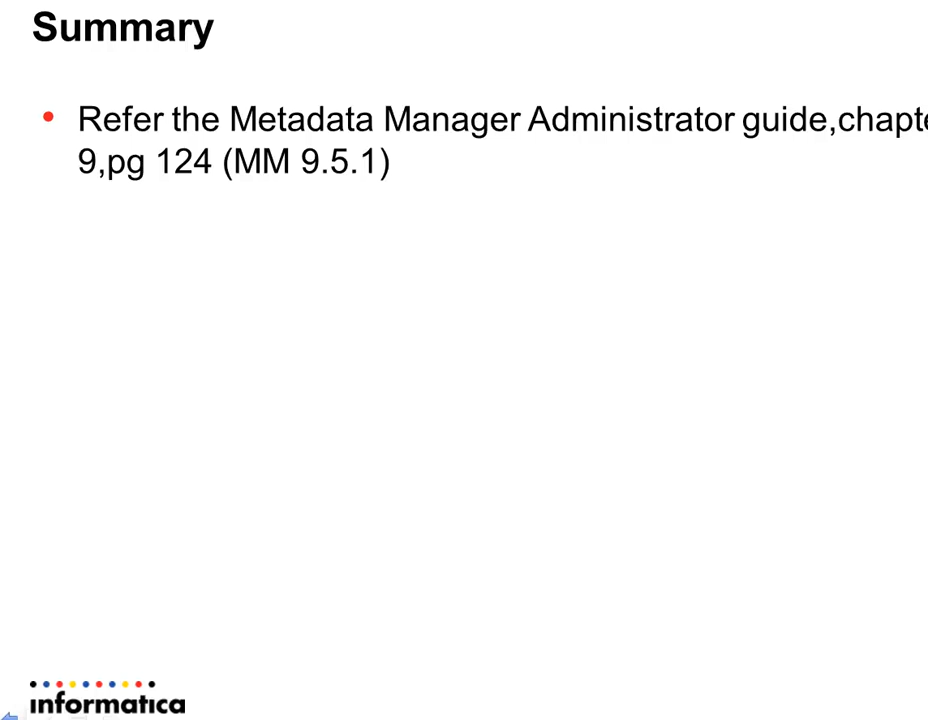 Summary
• Refer the Metadata Manager Administrator guide,chapte
9,pg 124 (MM 9.5.1)
informatica